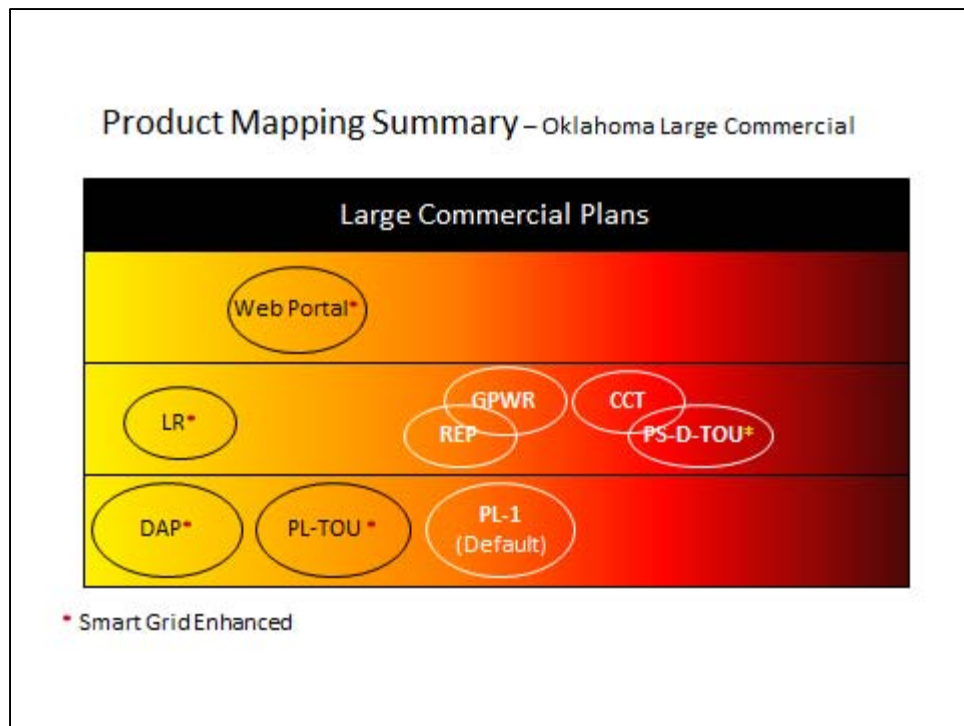 Product Mapping Summary – Oklahoma Large Commercial
Large Commercial Plans
Web Portal*
LR*
GPWR
REP
CCT
PS-D-TOU*
DAP*
PL-TOU *
PL-1
(Default)
* Smart Grid Enhanced